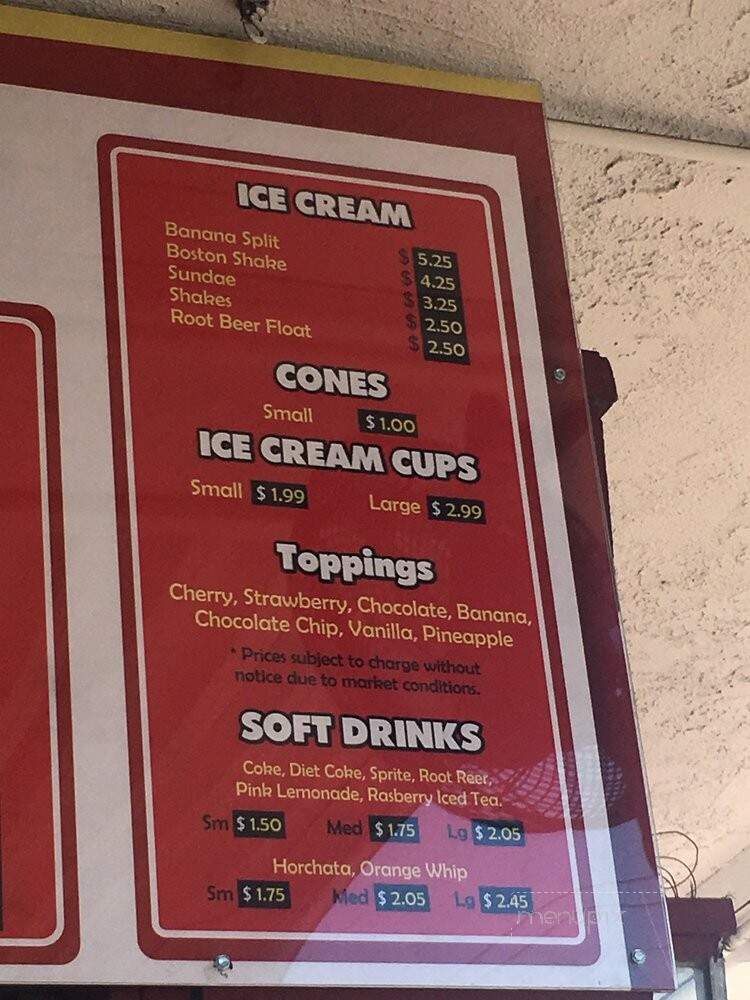 ICE CREAM
Banana Split $ 5.25
Boston Shake $ 4.25
Sundae $ 3.25
Shakes $ 2.50
Root Beer Float $ 2.50
CONES
Small $ 1.00
ICE CREAM CUPS
Small $ 1.99 Large $ 2.99
Toppings
Cherry, Strawberry, Chocolate, Banana,
Chocolate Chip, Vanilla, Pineapple
* Prices subject to charge without
notice due to market conditions.
SOFT DRINKS
Coke, Diet Coke, Sprite, Root Reer,
Pink Lemonade, Rasberry Iced Tea.
Sm $ 1.50 Med $ 1.75 Lg $ 2.05
Horchata, Orange Whip
Sm $ 1.75 Med $ 2.05 Lg $ 2.45
menupix